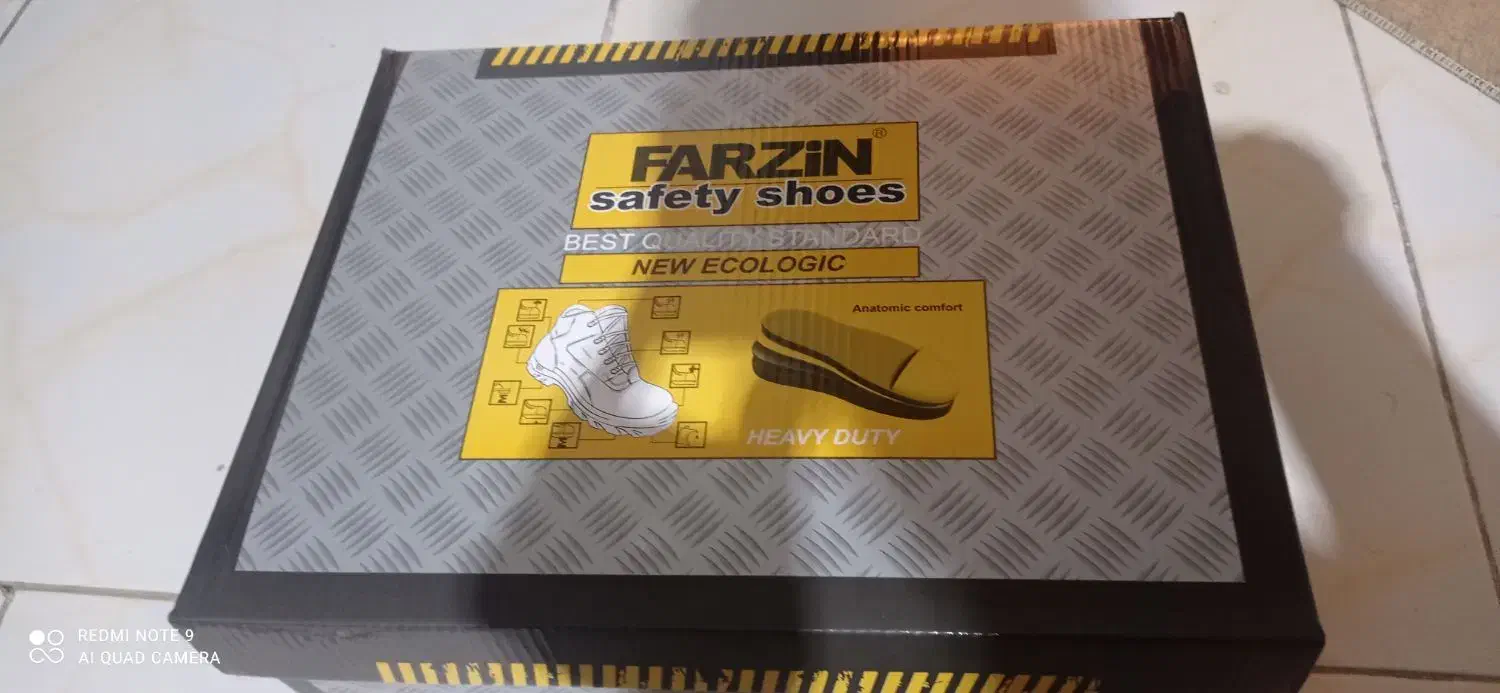 FARZiN®
safety shoes
BEST QUALITY STANDARD
NEW ECOLOGIC
Anatomic comfort
HEAVY DUTY
REDMI NOTE 9
AI QUAD CAMERA